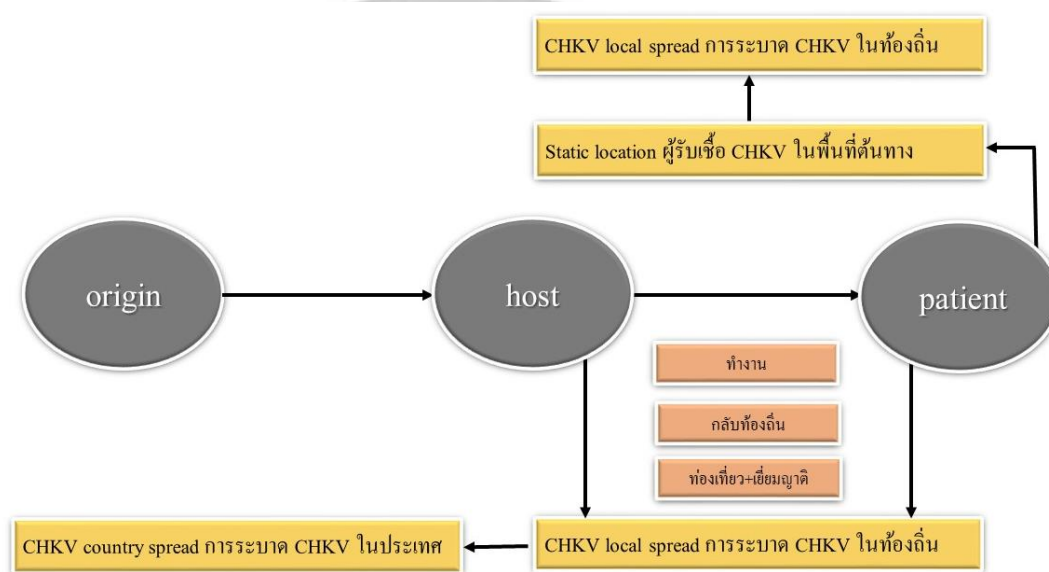 CHKV local spread การระบาด CHKV ในท้องถิ่น
Static location ผู้รับเชื้อ CHKV ในพื้นที่ต้นทาง
origin
host
patient
ทำงาน
กลับท้องถิ่น
ท่องเที่ยว+เยี่ยมญาติ
CHKV country spread การระบาด CHKV ในประเทศ
CHKV local spread การระบาด CHKV ในท้องถิ่น